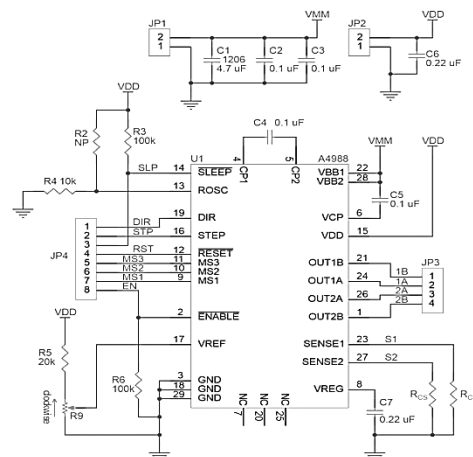 JP1
VMM
2
1
C1
1206
4.7 uF
C2
0.1 uF
C3
0.1 uF
JP2
VDD
2
1
C6
0.22 uF
VDD
R2
NP
R3
100k
R4 10k
SLP
C4 0.1 uF
4
5
U1
A4988
CP1
CP2
14 SLEEP
13 ROSC
DIR 19 DIR
STP 16 STEP
RST 12 RESET
MS3 11 MS3
MS2 10 MS2
MS1 9 MS1
EN
2 ENABLE
17 VREF
3 GND
18 GND
29 GND
JP4
1
2
3
4
5
6
7
8
VDD
R5
20k
clockwise
R9
R6
100k
NC
7
NC
20
NC
25
VBB1 22
VBB2 28
VMM
VDD
C5
0.1 uF
VCP 6
VDD 15
OUT1B 21 1B
OUT1A 24 1A
OUT2A 26 2A
OUT2B 1 2B
1
2
3
4
JP3
SENSE1 23 S1
SENSE2 27 S2
VREG 8
C7
0.22 uF
RCS
RC